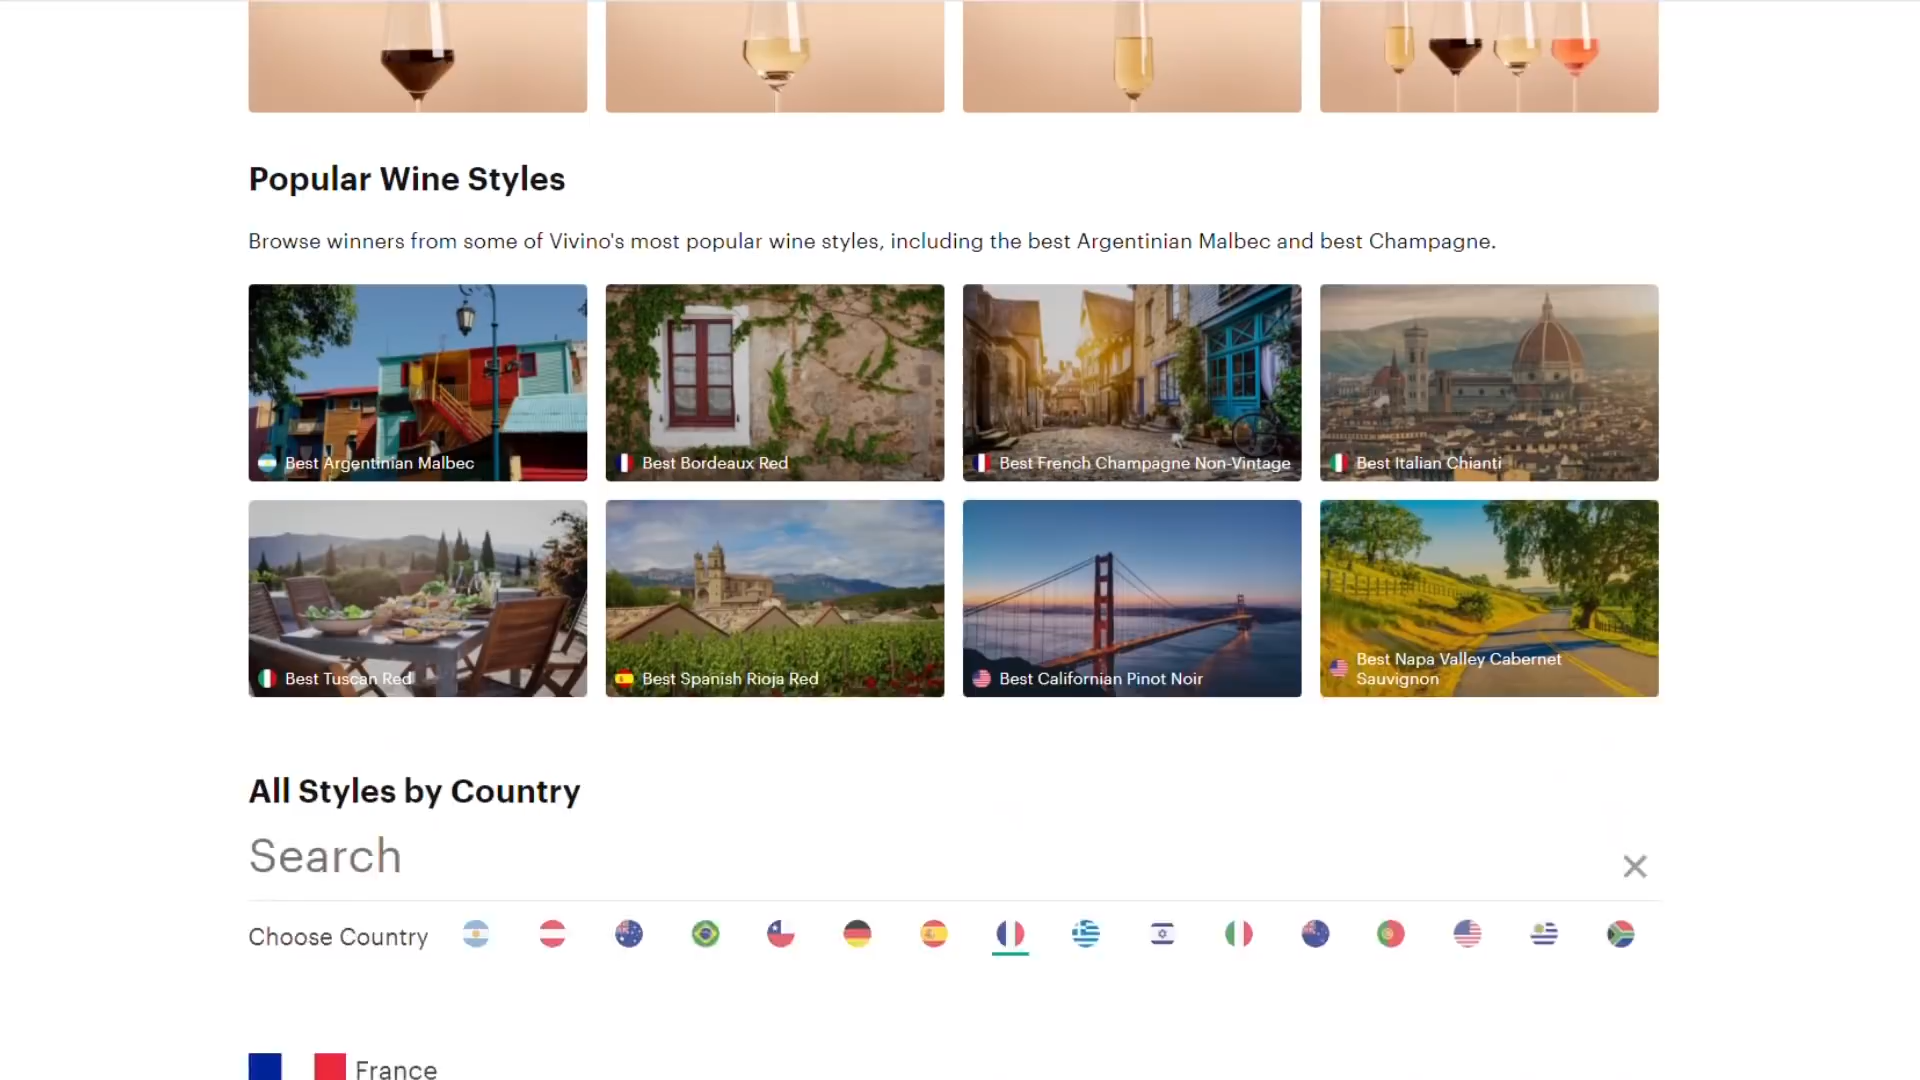 Popular Wine Styles
Browse winners from some of Vivino's most popular wine styles, including the best Argentinian Malbec and best Champagne.
Best Argentinian Malbec
Best Bordeaux Red
Best French Champagne Non-Vintage
Best Italian Chianti
Best Tuscan Red
Best Spanish Rioja Red
Best Californian Pinot Noir
Best Napa Valley Cabernet
Sauvignon
All Styles by Country
Search
Choose Country
France